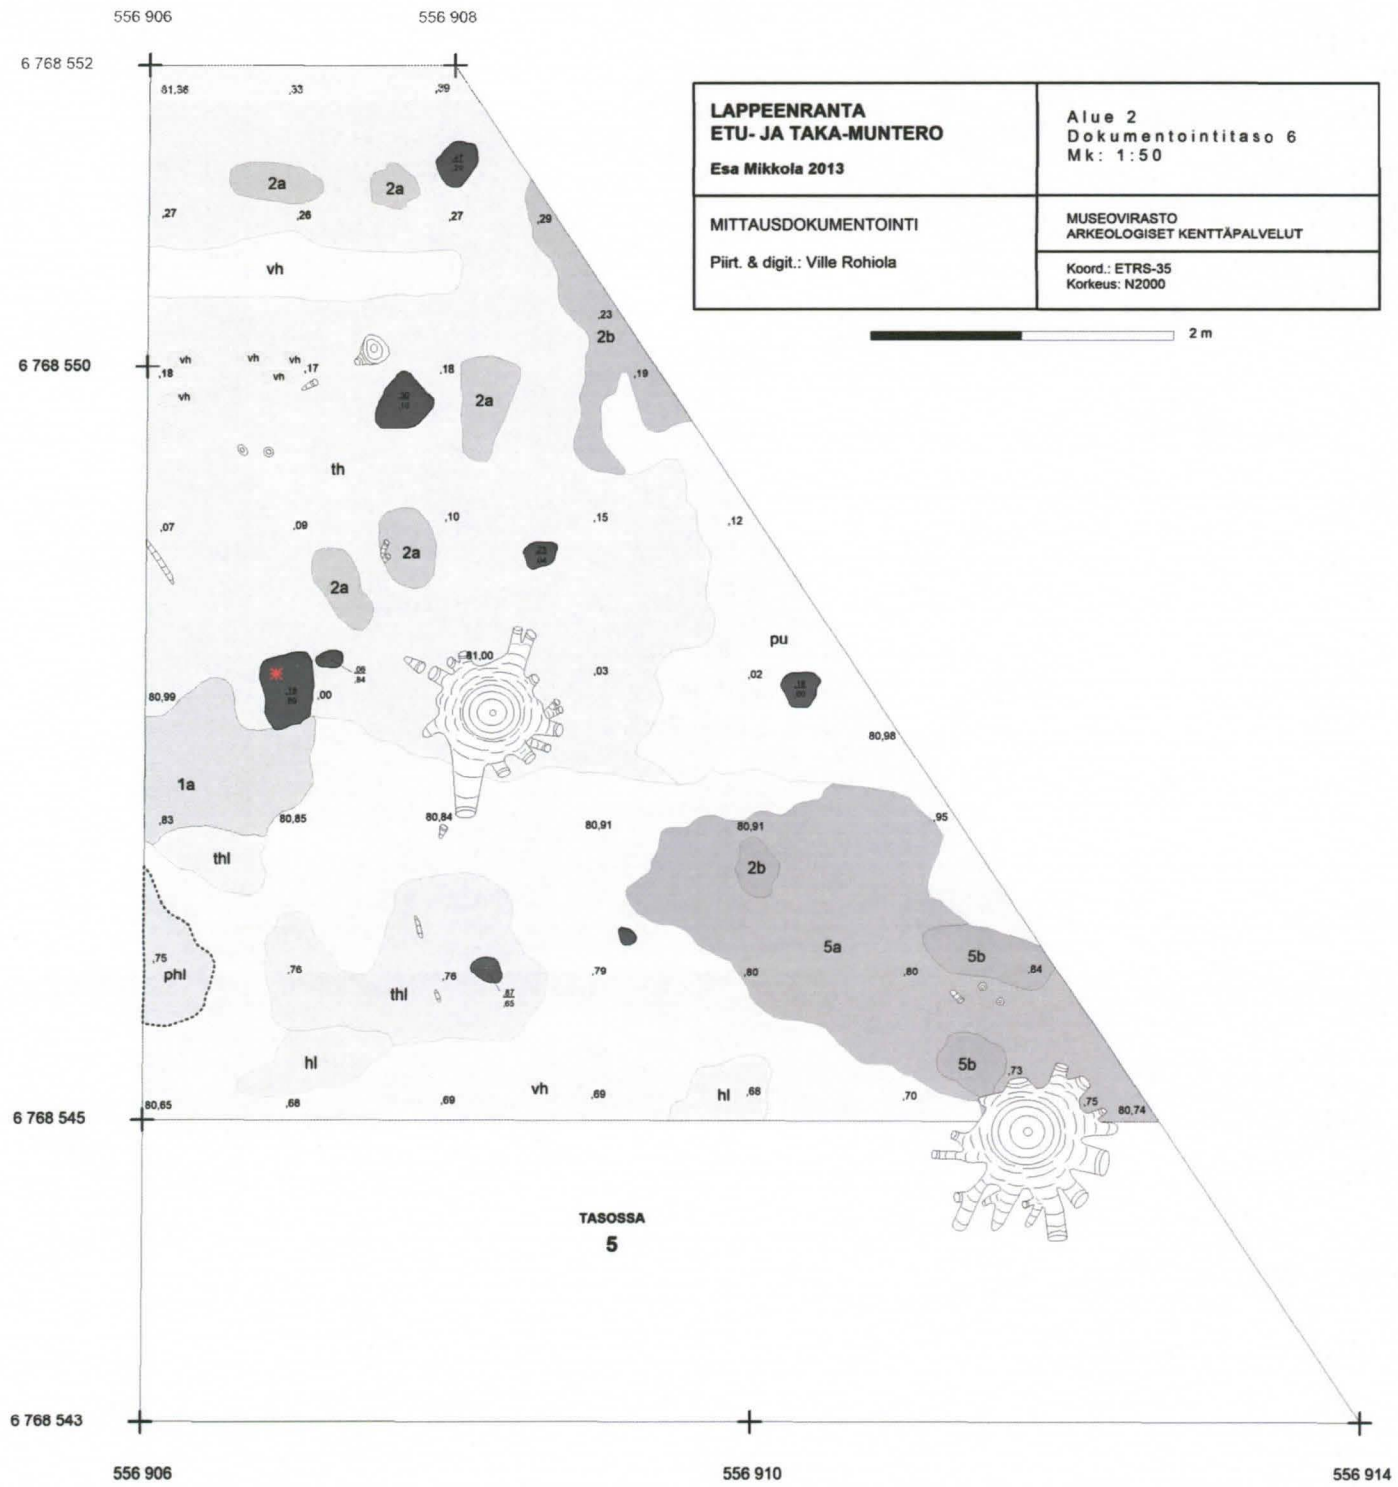 556 906
556 908
6 768 552
81,36
,33
,39
LAPPEENRANTA
ETU- JA TAKA-MUNTERO
Esa Mikkola 2013
Alue 2
Dokumentointitaso 6
Mk: 1:50
MITTAUSDOKUMENTOINTI
Piirt. & digit.: Ville Rohiola
MUSEOVIRASTO
ARKEOLOGISET KENTTÄPALVELUT
Koord.: ETRS-35
Korkeus: N2000
2 m
2a
2a
,27
,26
,27
,29
vh
,23
2b
6 768 550
vh
vh
vh
,18
,17
vh
,18
,19
vh
2a
th
,07
,09
,10
,15
,12
2a
2a
pu
81,00
,06
,84
,03
,02
80,99
,00
80,98
1a
,83
80,85
80,84
80,91
80,91
,95
thl
2b
5a
5b
,75
phl
,76
,76
,79
,80
,80
,84
thl
,87
,65
hl
5b
,73
vh
hl
,68
80,65
,68
,69
,69
,70
,75
80,74
6 768 545
TASOSSA
5
6 768 543
556 906
556 910
556 914